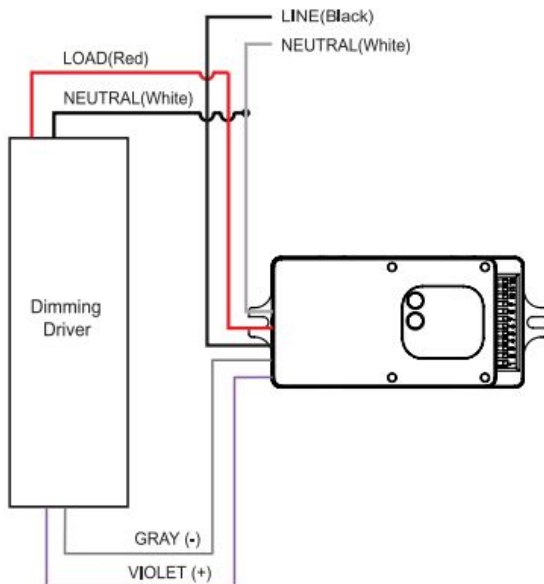 LINE(Black)
NEUTRAL(White)
LOAD(Red)
NEUTRAL(White)
Dimming
Driver
GRAY (-)
VIOLET (+)